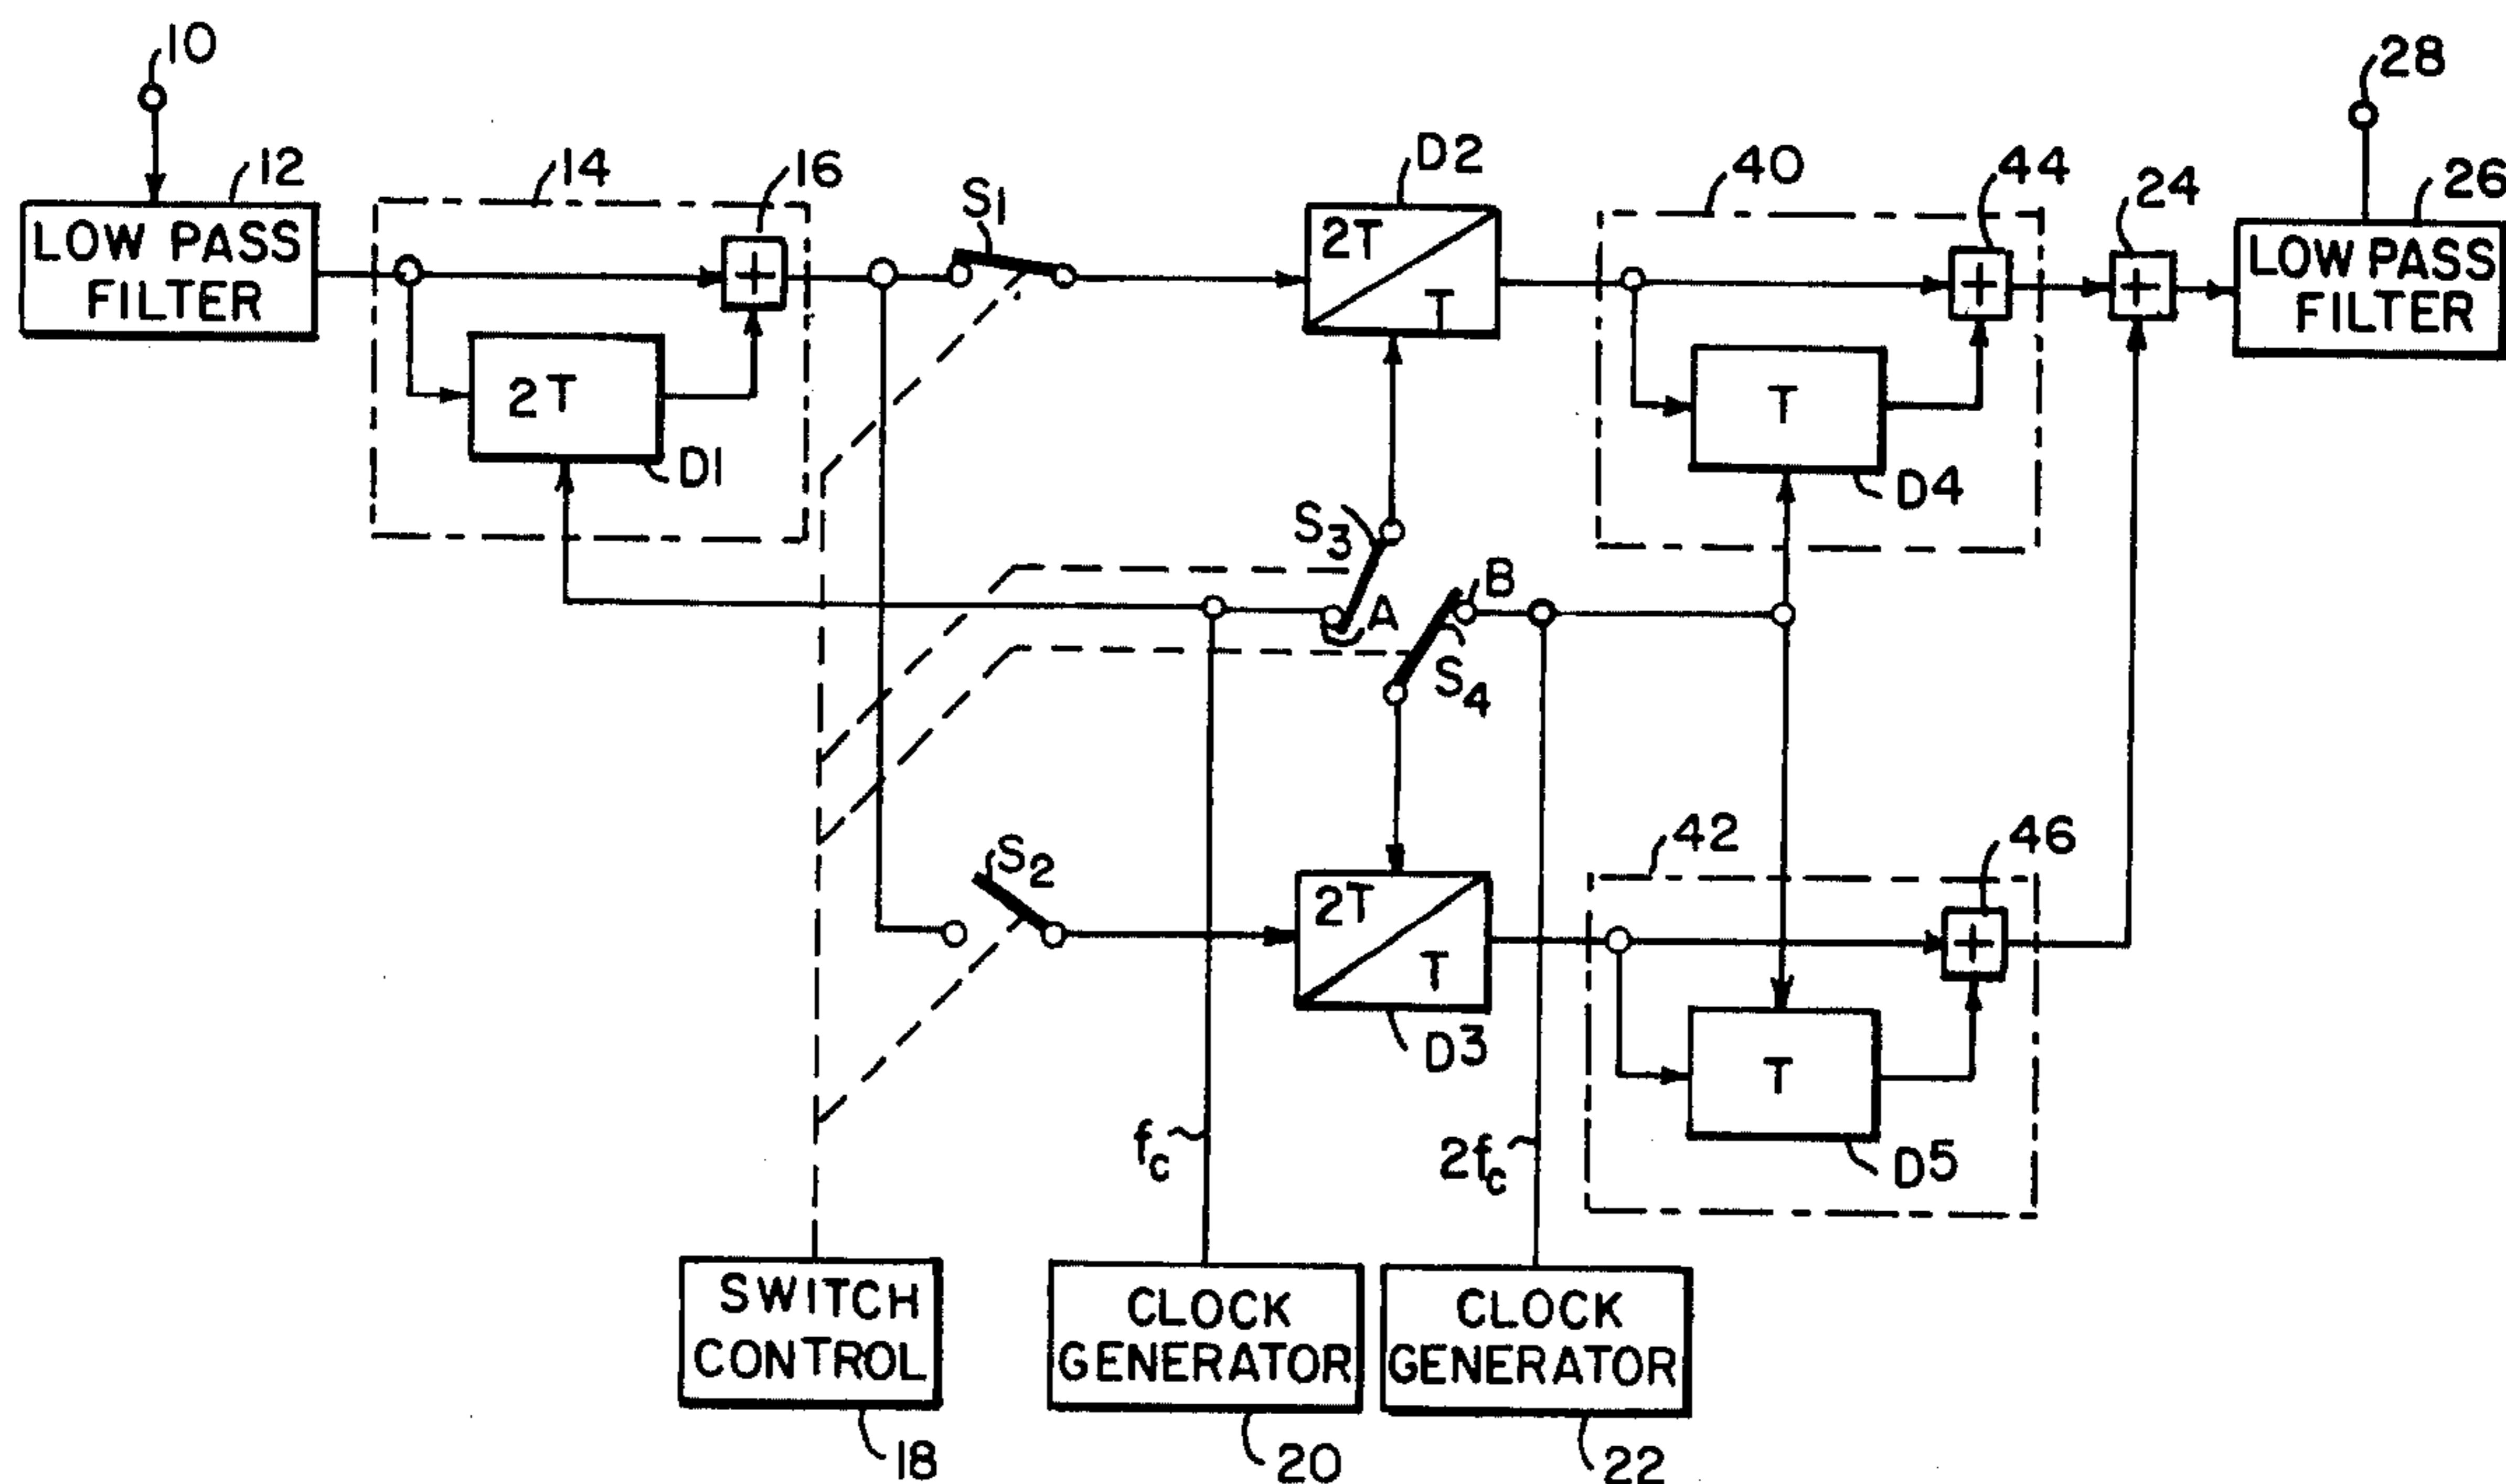 10
28
12
14
16
S1
D2
40
44
24
26
LOW PASS
FILTER
+
2T
T
+
+
LOW PASS
FILTER
2T
D1
T
D4
S3
A
B
S4
S2
42
46
2T
T
+
D3
T
D5
fc
2fc
SWITCH
CONTROL
CLOCK
GENERATOR
CLOCK
GENERATOR
18
20
22